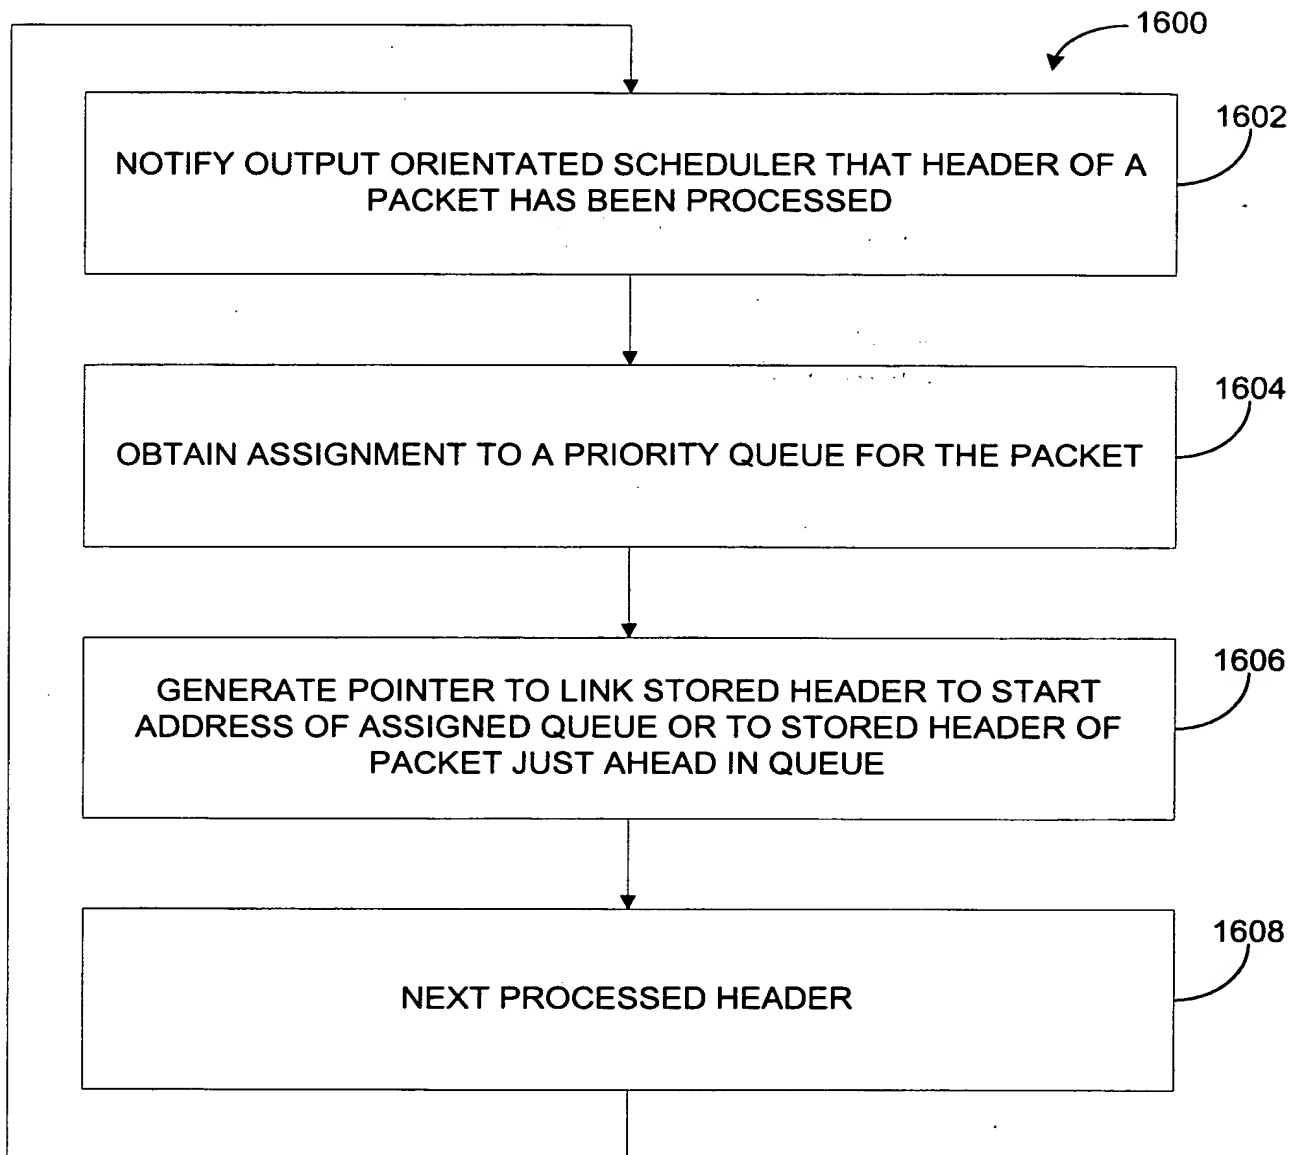 1600
1602
NOTIFY OUTPUT ORIENTATED SCHEDULER THAT HEADER OF A
PACKET HAS BEEN PROCESSED
1604
OBTAIN ASSIGNMENT TO A PRIORITY QUEUE FOR THE PACKET
1606
GENERATE POINTER TO LINK STORED HEADER TO START
ADDRESS OF ASSIGNED QUEUE OR TO STORED HEADER OF
PACKET JUST AHEAD IN QUEUE
1608
NEXT PROCESSED HEADER